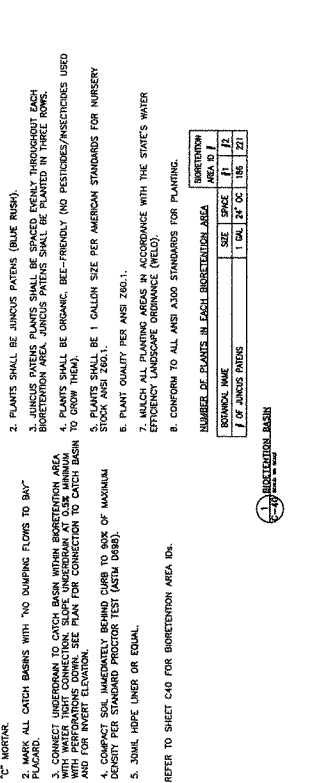 "C" MORTAR.
2. MARK ALL CATCH BASINS WITH "NO DUMPING FLOWS TO BAY"
PLACARD.
3. CONNECT UNDERDRAIN TO CATCH BASIN WITHIN BIORETENTION AREA
WITH WATER TIGHT CONNECTION. SLOPE UNDERDRAIN AT 0.5% MINIMUM
WITH PERFORATIONS DOWN. SEE PLAN FOR CONNECTION TO CATCH BASIN
AND FOR INVERT ELEVATION.
4. COMPACT SOIL IMMEDIATELY BEHIND CURB TO 90% OF MAXIMUM
DENSITY PER STANDARD PROCTOR TEST (ASTM D698).
5. 30MIL HDPE LINER OR EQUAL.
REFER TO SHEET C40 FOR BIORETENTION AREA IDs.
2. PLANTS SHALL BE JUNCUS PATENS (BLUE RUSH).
3. JUNCUS PATENS PLANTS SHALL BE SPACED EVENLY THROUGHOUT EACH
BIORETENTION AREA. JUNCUS PATENS SHALL BE PLANTED IN THREE ROWS.
4. PLANTS SHALL BE ORGANIC, BEE-FRIENDLY (NO PESTICIDES/INSECTICIDES USED
TO GROW THEM).
5. PLANTS SHALL BE 1 GALLON SIZE PER AMERICAN STANDARDS FOR NURSERY
STOCK ANSI Z60.1.
6. PLANT QUALITY PER ANSI Z60.1.
7. MULCH ALL PLANTING AREAS IN ACCORDANCE WITH THE STATE'S WATER
EFFICIENCY LANDSCAPE ORDINANCE (WELO).
8. CONFORM TO ALL ANSI A300 STANDARDS FOR PLANTING.
NUMBER OF PLANTS IN EACH BIORETENTION AREA
BIORETENTION
AREA ID #
BOTANICAL NAME SIZE SPACE #1 #2
# OF JUNCUS PATENS 1 GAL 24" OC 186 221
1 BIORETENTION BASIN
C-40